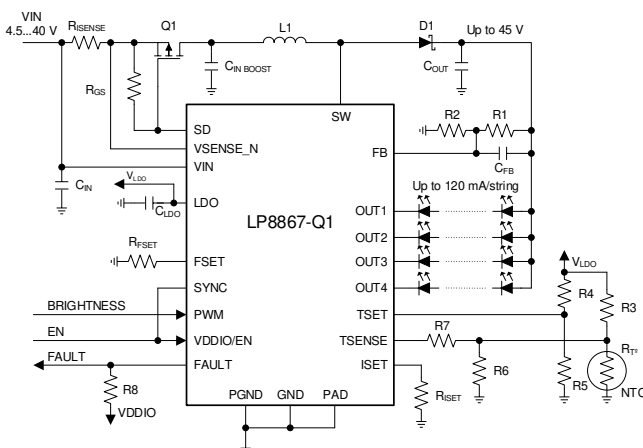 VIN
4.5...40 V
RISENSE
Q1
L1
D1
Up to 45 V
CIN BOOST
COUT
RGS
SD
SW
R2
R1
VSENSE_N
FB
VIN
CFB
CIN
VLDO
CLDO
LDO
LP8867-Q1
Up to 120 mA/string
OUT1
OUT2
OUT3
OUT4
RFSET
FSET
VLDO
SYNC
R4
R3
BRIGHTNESS
PWM
TSET
EN
VDDIO/EN
TSENSE
R7
FAULT
FAULT
ISET
R6
R5
NTC
R8
VDDIO
PGND
GND
PAD
RISET